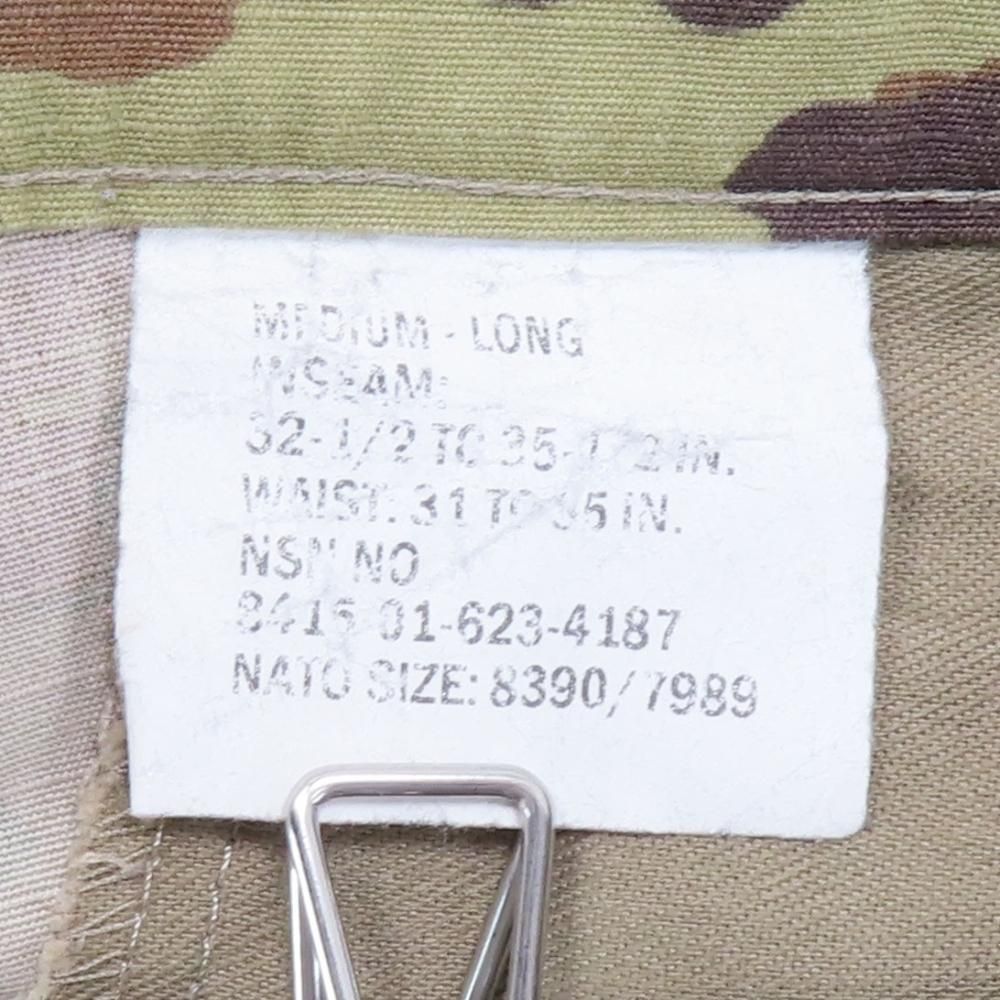 MEDIUM - LONG
INSEAM:
32-1/2 TO 35-1/2 IN.
WAIST: 31 TO 35 IN.
NSN NO
8415-01-623-4187
NATO SIZE: 8390/7989